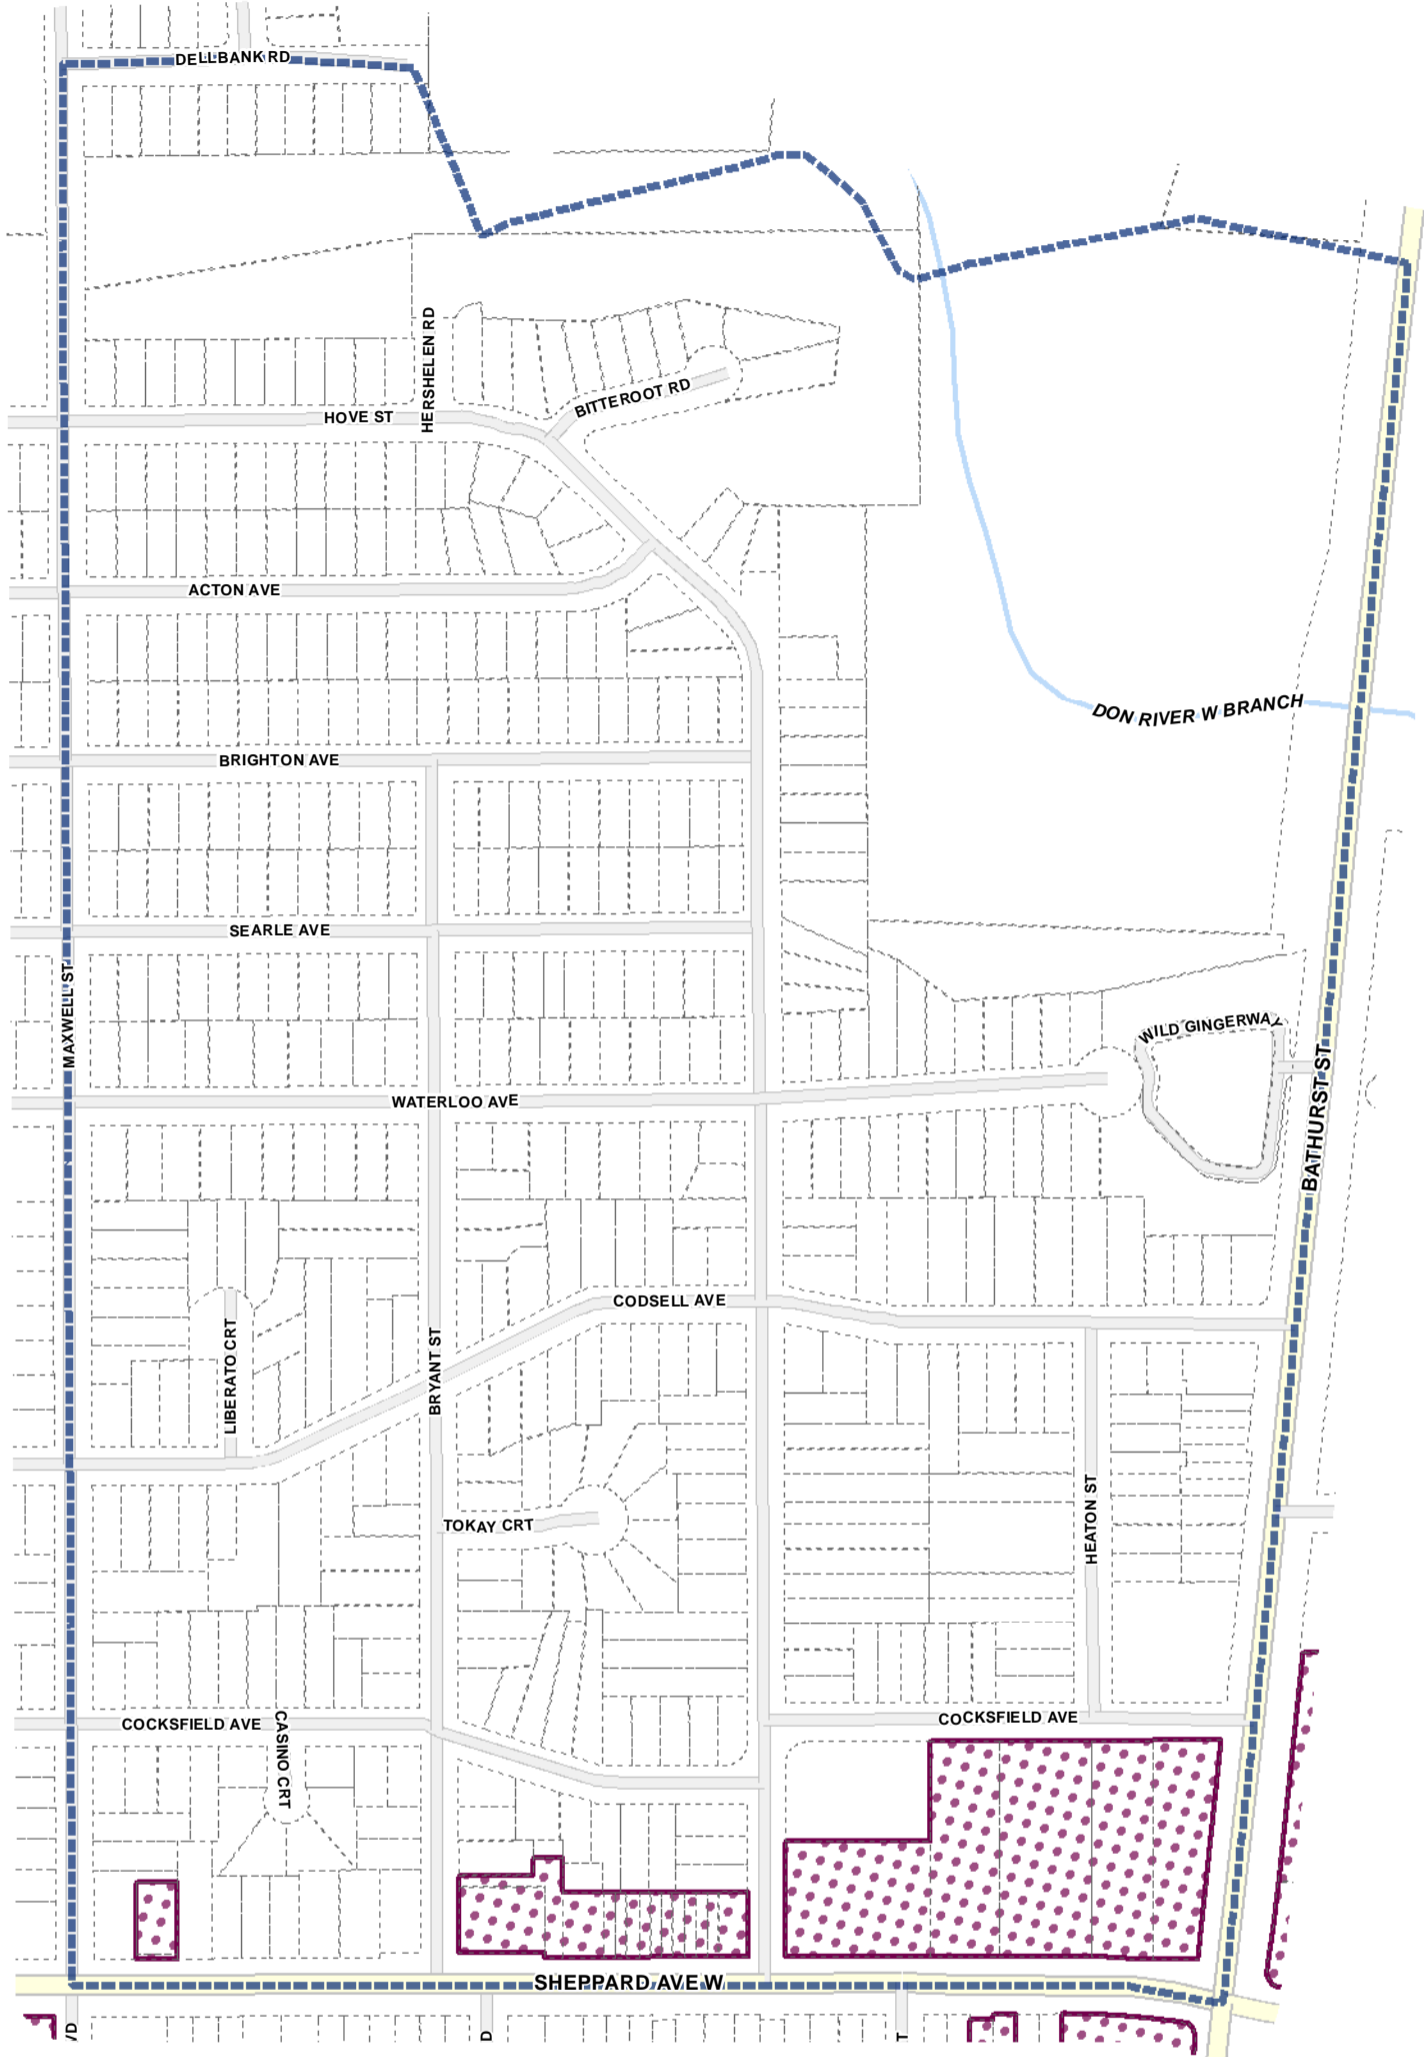 DELLBANK RD
HERSHELEN RD
BITTEROOT RD
HOVE ST
ACTON AVE
DON RIVER W BRANCH
BRIGHTON AVE
SEARLE AVE
MAXWELL ST
WILD GINGERWAY
BATHURST ST
WATERLOO AVE
CODSELL AVE
LIBERATO CRT
BRYANT ST
HEATON ST
TOKAY CRT
COCKSFIELD AVE
CASINO CRT
COCKSFIELD AVE
SHEPPARD AVE W
D
T